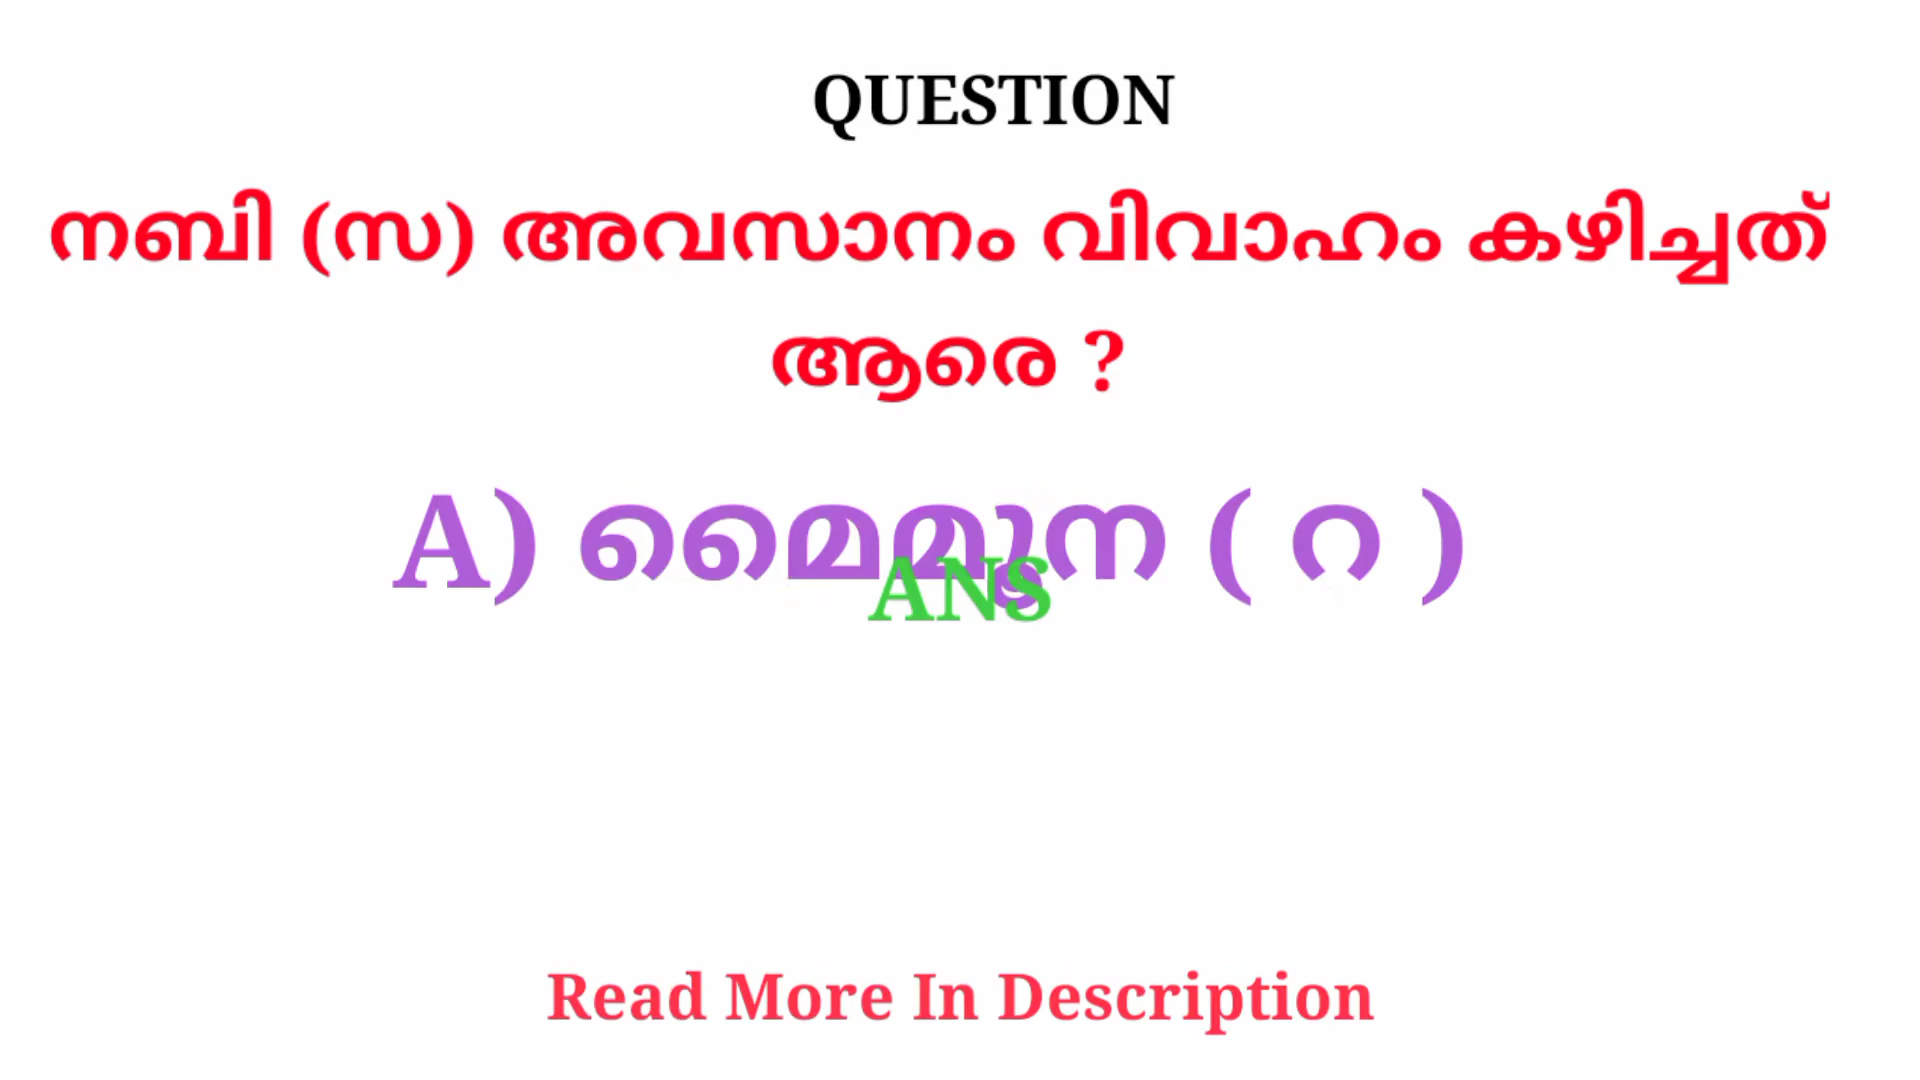 QUESTION
നബി (സ) അവസാനം വിവാഹം കഴിച്ചത്
ആരെ ?
A) മൈമൂന ( റ )
ANS
Read More In Description